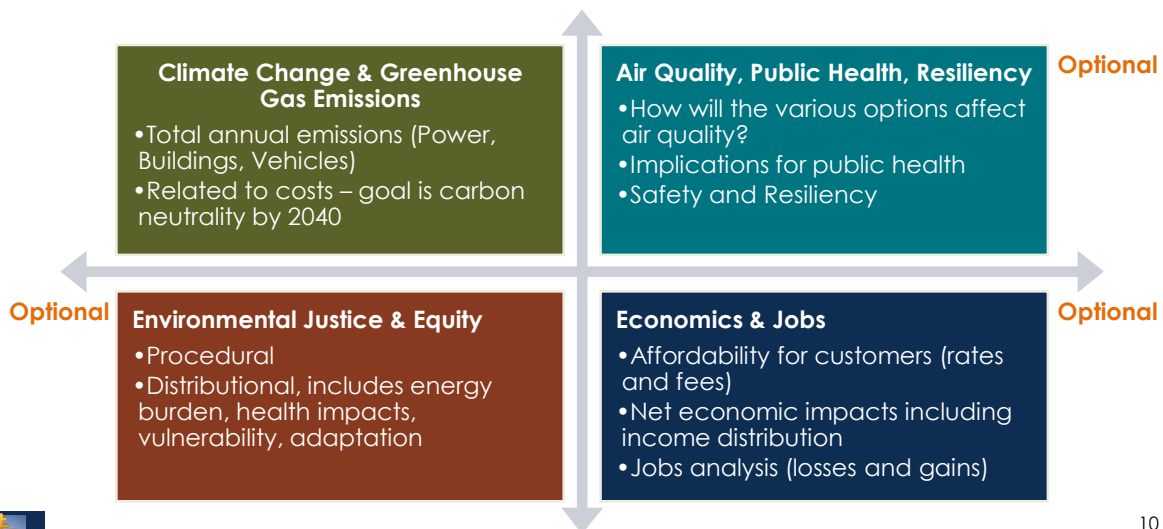 Climate Change & Greenhouse
Gas Emissions
•Total annual emissions (Power,
Buildings, Vehicles)
•Related to costs – goal is carbon
neutrality by 2040
Air Quality, Public Health, Resiliency
•How will the various options affect
air quality?
•Implications for public health
•Safety and Resiliency
Optional
Optional
Environmental Justice & Equity
•Procedural
•Distributional, includes energy
burden, health impacts,
vulnerability, adaptation
Economics & Jobs
•Affordability for customers (rates
and fees)
•Net economic impacts including
income distribution
•Jobs analysis (losses and gains)
Optional
10